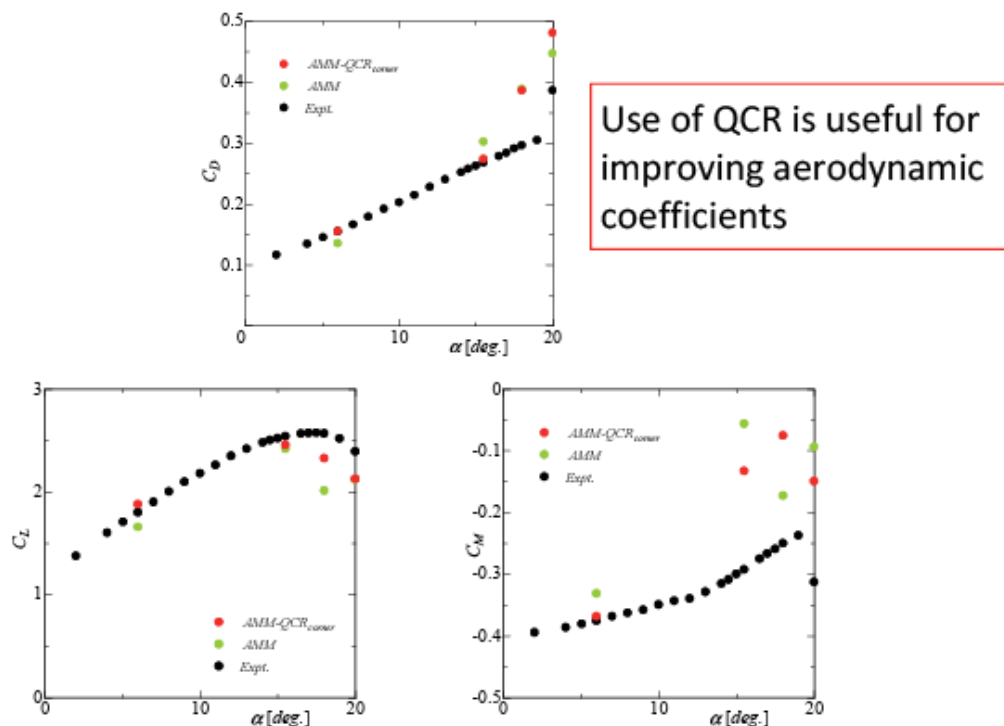 0.5
AMM-QCRcorner
0.4
AMM
Expt.
0.3
CD
0.2
0.1
0 10 20
α [deg.]
Use of QCR is useful for
improving aerodynamic
coefficients
3
2
CL
1
AMM-QCRcorner
AMM
Expt.
0
0 10 20
α [deg.]
0
AMM-QCRcorner
-0.1
AMM
Expt.
-0.2
CM
-0.3
-0.4
-0.5
0 10 20
α [deg.]